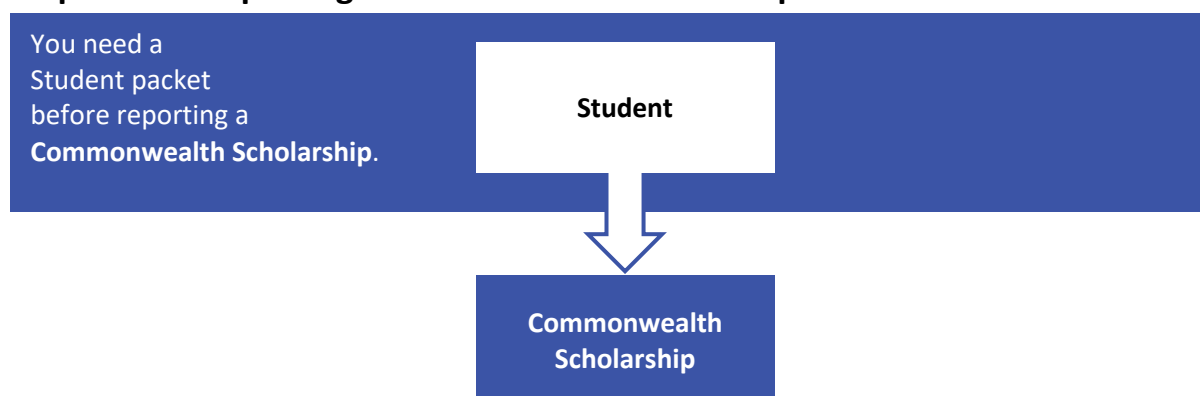 You need a
Student packet
before reporting a
Commonwealth Scholarship.
Student
Commonwealth
Scholarship